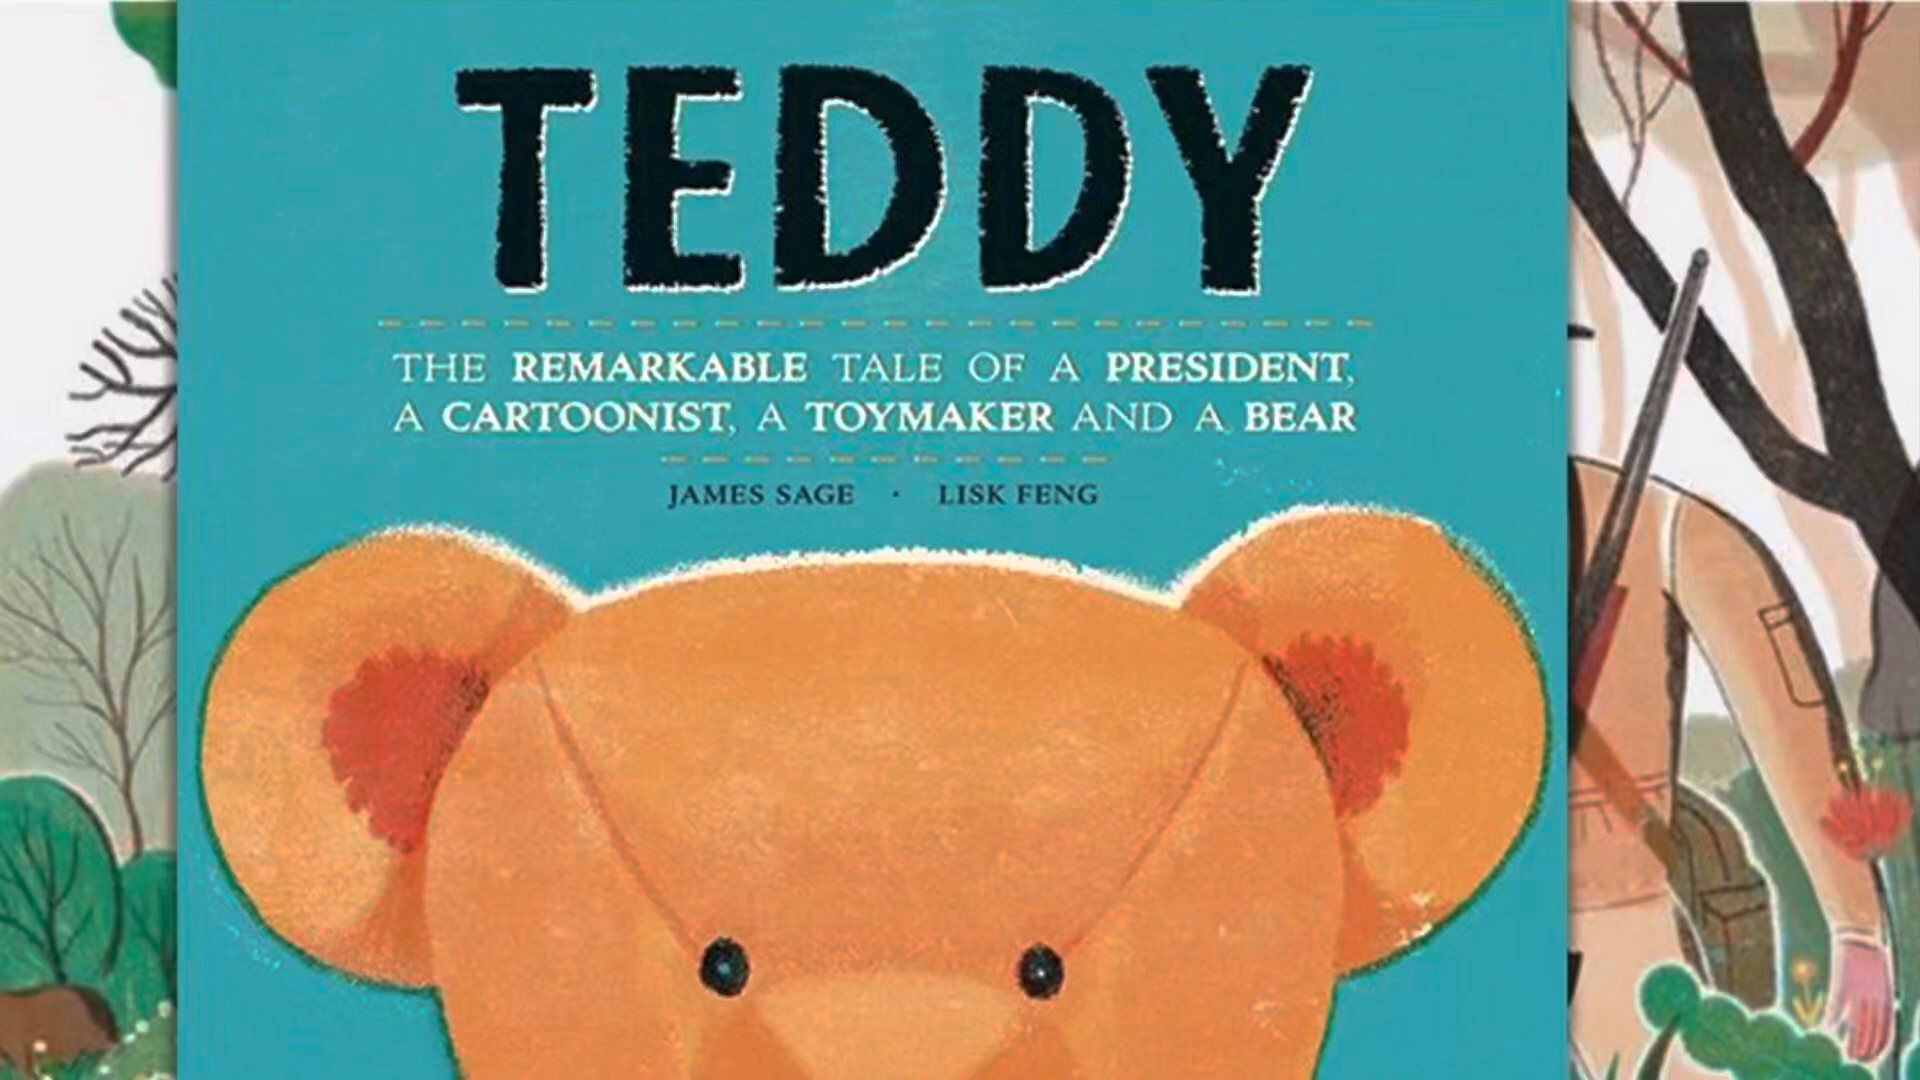 TEDDY
THE REMARKABLE TALE OF A PRESIDENT,
A CARTOONIST, A TOYMAKER AND A BEAR
JAMES SAGE · LISK FENG